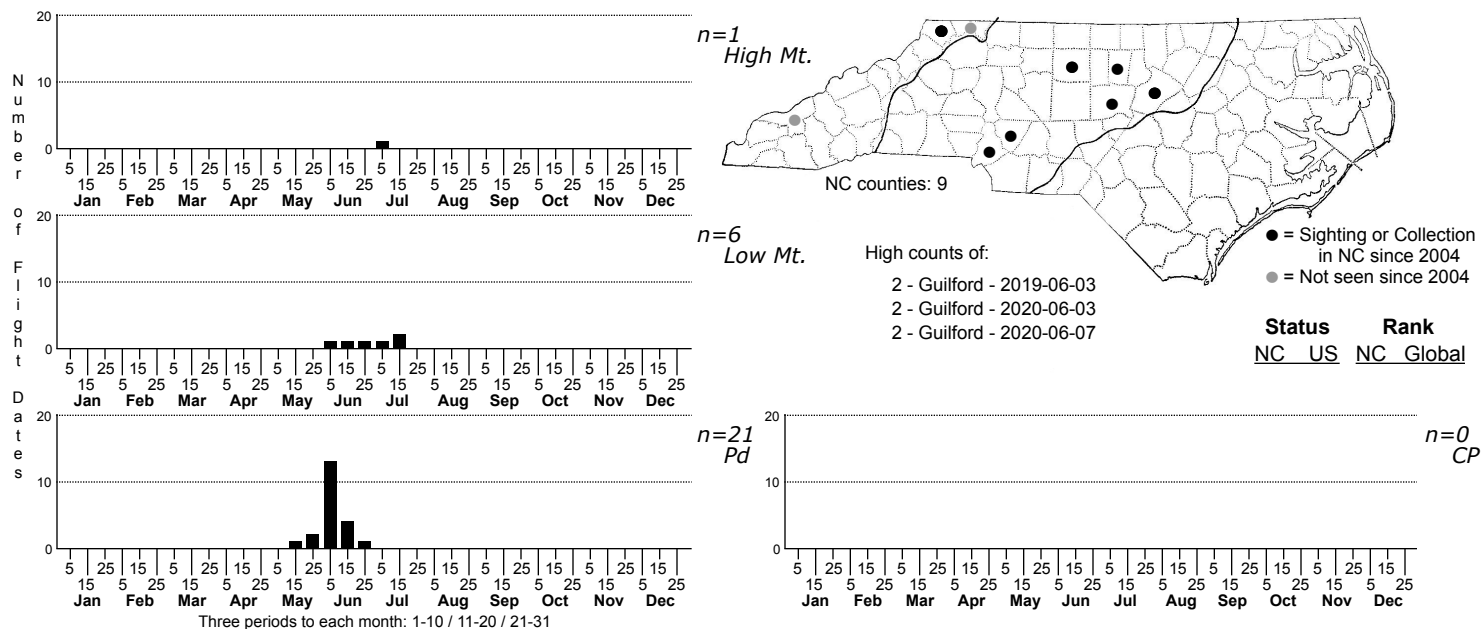 Number of Flight Dates
20
10
0
n=1
High Mt.
5 25 15 5 25 15 5 25 15 5 25 15 5 25 15 5 25 15
15 5 25 15 5 25 15 5 25 15 5 25 15 5 25 15 5 25
Jan Feb Mar Apr May Jun Jul Aug Sep Oct Nov Dec
20
10
0
n=6
Low Mt.
5 25 15 5 25 15 5 25 15 5 25 15 5 25 15 5 25 15
15 5 25 15 5 25 15 5 25 15 5 25 15 5 25 15 5 25
Jan Feb Mar Apr May Jun Jul Aug Sep Oct Nov Dec
20
10
0
n=21
Pd
5 25 15 5 25 15 5 25 15 5 25 15 5 25 15 5 25 15
15 5 25 15 5 25 15 5 25 15 5 25 15 5 25 15 5 25
Jan Feb Mar Apr May Jun Jul Aug Sep Oct Nov Dec
Three periods to each month: 1-10 / 11-20 / 21-31
NC counties: 9
High counts of:
2 - Guilford - 2019-06-03
2 - Guilford - 2020-06-03
2 - Guilford - 2020-06-07
= Sighting or Collection
in NC since 2004
= Not seen since 2004
Status Rank
NC US NC Global
20
10
0
n=0
CP
5 25 15 5 25 15 5 25 15 5 25 15 5 25 15 5 25 15
15 5 25 15 5 25 15 5 25 15 5 25 15 5 25 15 5 25
Jan Feb Mar Apr May Jun Jul Aug Sep Oct Nov Dec